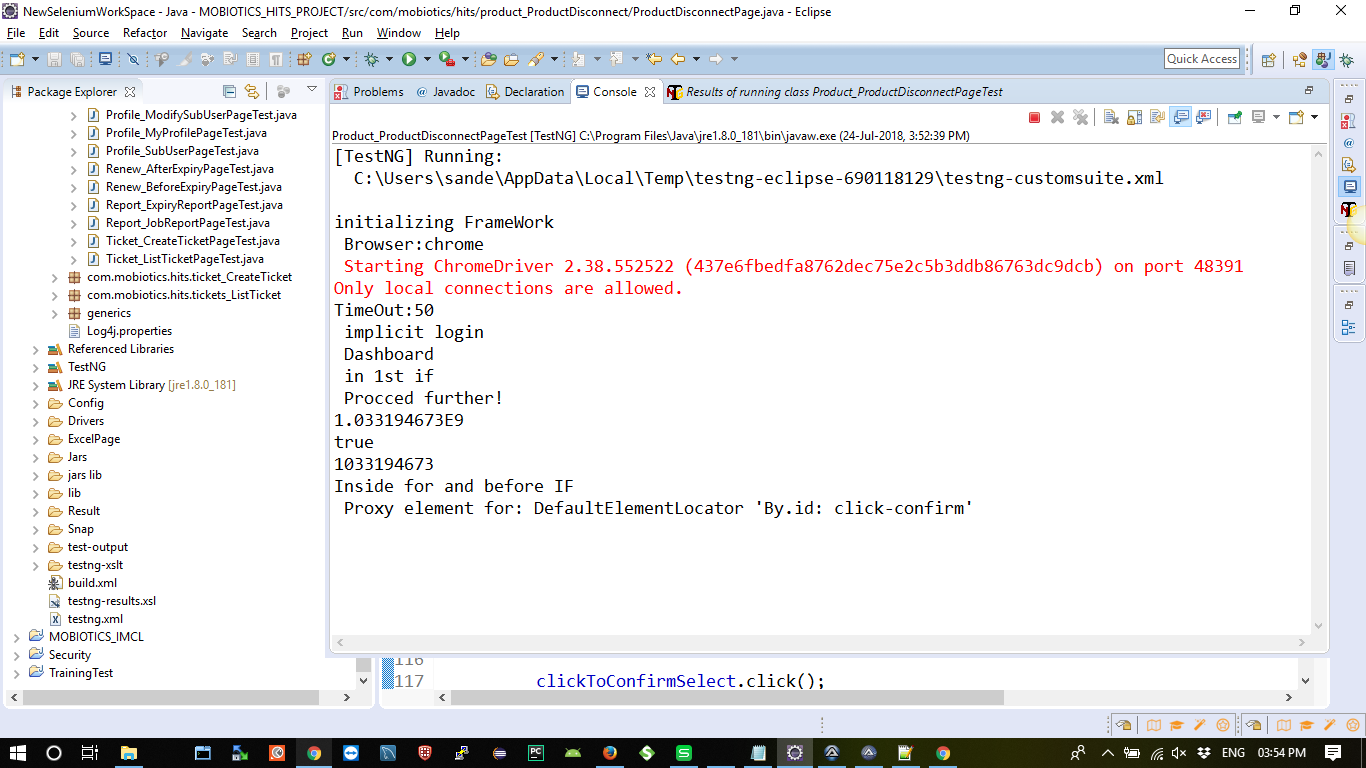 NewSeleniumWorkSpace - Java - MOBIOTICS_HITS_PROJECT/src/com/mobiotics/hits/product_ProductDisconnect/ProductDisconnectPage.java - Eclipse
File Edit Source Refactor Navigate Search Project Run Window Help
Quick Access
Package Explorer
Problems Javadoc Declaration Console Results of running class Product_ProductDisconnectPageTest
Product_ProductDisconnectPageTest [TestNG] C:\Program Files\Java\jre1.8.0_181\bin\javaw.exe (24-Jul-2018, 3:52:39 PM)
Profile_ModifySubUserPageTest.java
Profile_MyProfilePageTest.java
Profile_SubUserPageTest.java
Renew_AfterExpiryPageTest.java
Renew_BeforeExpiryPageTest.java
Report_ExpiryReportPageTest.java
Report_JobReportPageTest.java
Ticket_CreateTicketPageTest.java
Ticket_ListTicketPageTest.java
com.mobiotics.hits.ticket_CreateTicket
com.mobiotics.hits.tickets_ListTicket
generics
Log4j.properties
Referenced Libraries
TestNG
JRE System Library [jre1.8.0_181]
Config
Drivers
ExcelPage
Jars
jars lib
lib
Result
Snap
test-output
testng-xslt
build.xml
testng-results.xsl
testng.xml
MOBIOTICS_IMCL
Security
TrainingTest
[TestNG] Running:
C:\Users\sande\AppData\Local\Temp\testng-eclipse-690118129\testng-customsuite.xml
initializing FrameWork
Browser:chrome
Starting ChromeDriver 2.38.552522 (437e6fbedfa8762dec75e2c5b3ddb86763dc9dcb) on port 48391
Only local connections are allowed.
TimeOut:50
implicit login
Dashboard
in 1st if
Procced further!
1.033194673E9
true
1033194673
Inside for and before IF
Proxy element for: DefaultElementLocator 'By.id: click-confirm'
116
117 clickToConfirmSelect.click();
ENG 03:54 PM